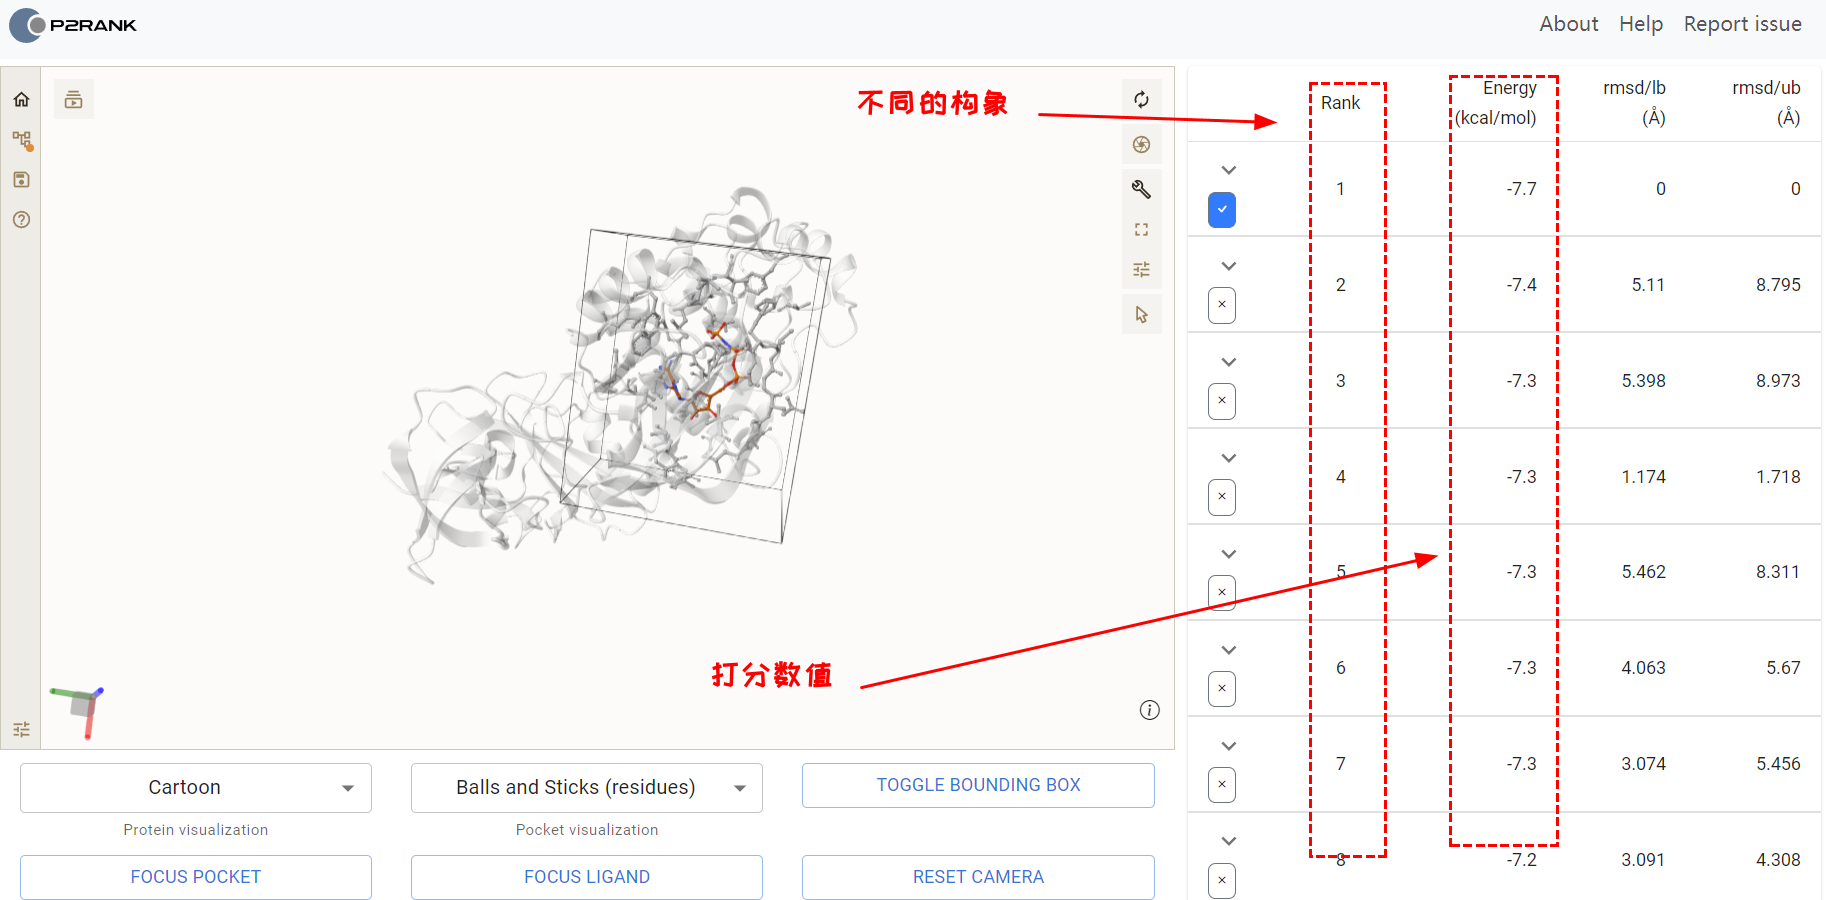 P2RANK
About Help Report issue
不同的构象
打分数值
Rank Energy (kcal/mol) rmsd/lb (Å) rmsd/ub (Å)
1 -7.7 0 0
2 -7.4 5.11 8.795
3 -7.3 5.398 8.973
4 -7.3 1.174 1.718
5 -7.3 5.462 8.311
6 -7.3 4.063 5.67
7 -7.3 3.074 5.456
8 -7.2 3.091 4.308
Cartoon
Protein visualization
Balls and Sticks (residues)
Pocket visualization
TOGGLE BOUNDING BOX
FOCUS POCKET
FOCUS LIGAND
RESET CAMERA